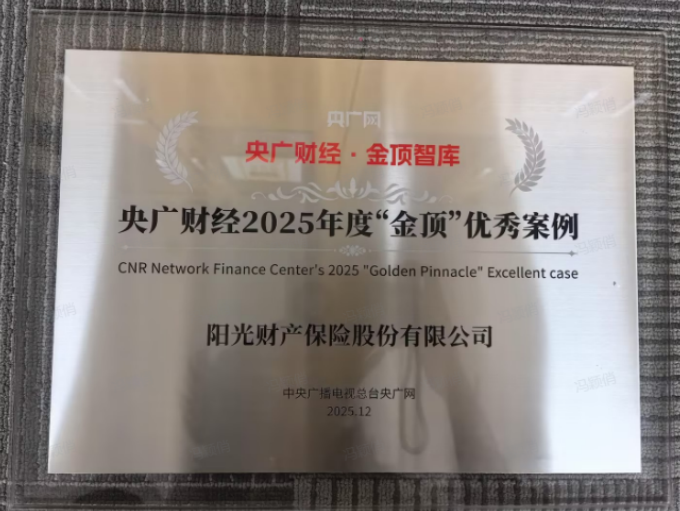 央广网
央广财经·金顶智库
央广财经2025年度“金顶”优秀案例
CNR Network Finance Center's 2025 "Golden Pinnacle" Excellent case
阳光财产保险股份有限公司
中央广播电视总台央广网
2025.12